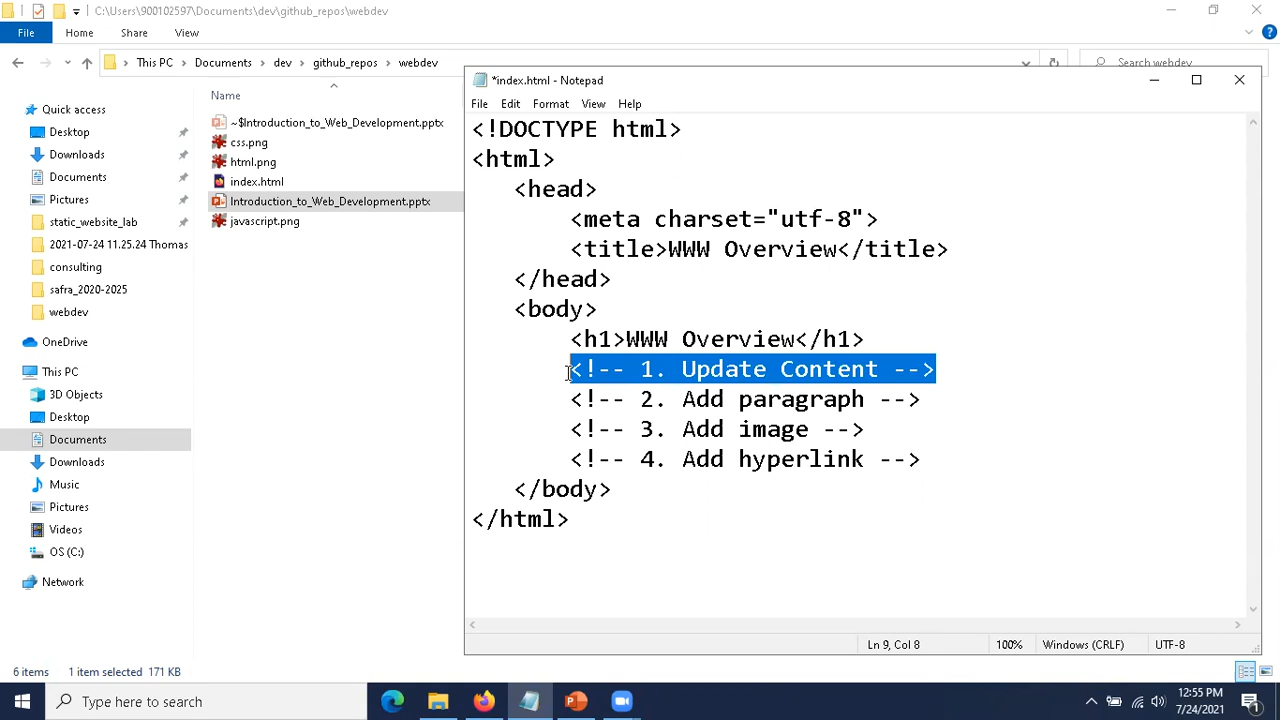 C:\Users\900102597\Documents\dev\github_repos\webdev
File Home Share View
This PC Documents dev github_repos webdev
Search webdev
Quick access
Desktop
Downloads
Documents
Pictures
static_website_lab
2021-07-24 11.25.24 Thomas
consulting
safra_2020-2025
webdev
OneDrive
This PC
3D Objects
Desktop
Documents
Downloads
Music
Pictures
Videos
OS (C:)
Network
Name
~$Introduction_to_Web_Development.pptx
css.png
html.png
index.html
Introduction_to_Web_Development.pptx
javascript.png
*index.html - Notepad
File Edit Format View Help
<!DOCTYPE html>
<html>
<head>
<meta charset="utf-8">
<title>WWW Overview</title>
</head>
<body>
<h1>WWW Overview</h1>
<!-- 1. Update Content -->
<!-- 2. Add paragraph -->
<!-- 3. Add image -->
<!-- 4. Add hyperlink -->
</body>
</html>
Ln 9, Col 8 100% Windows (CRLF) UTF-8
6 items 1 item selected 171 KB
Type here to search
12:55 PM
7/24/2021
1